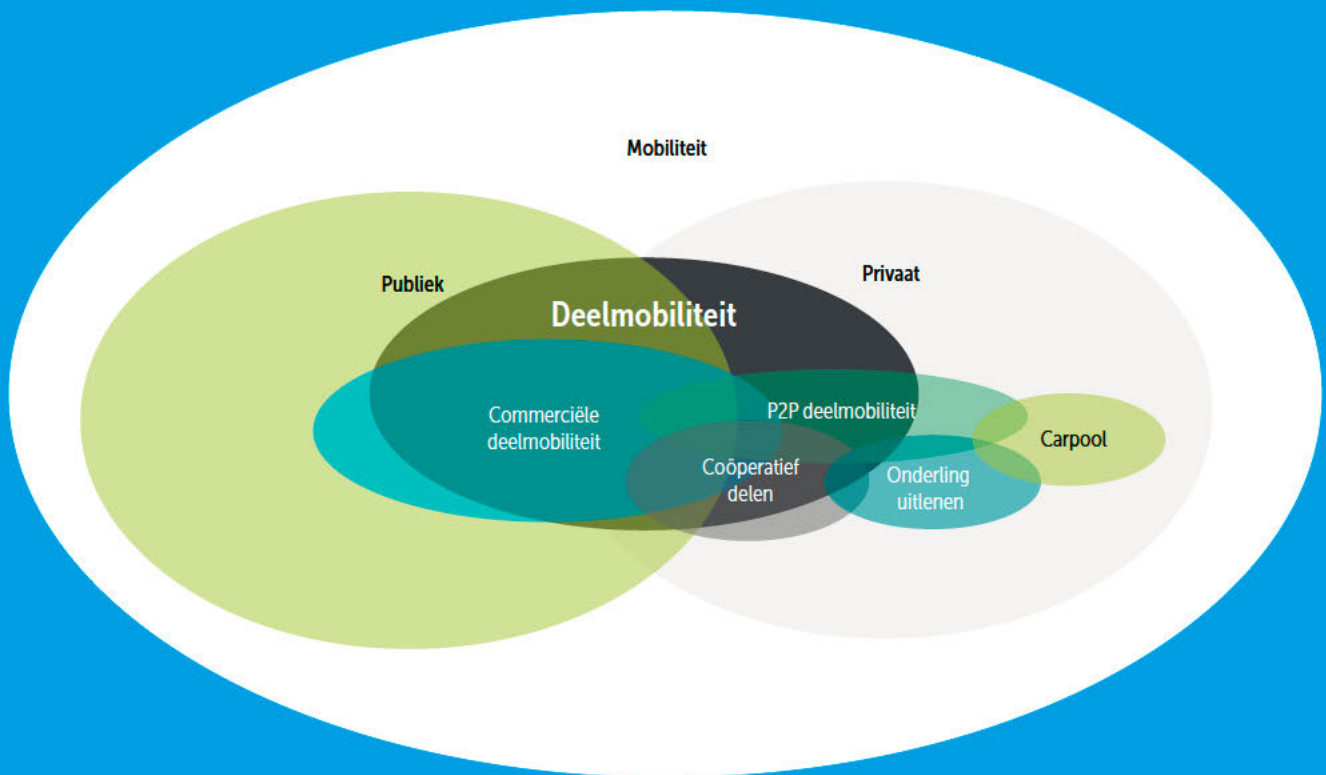 Mobiliteit
Publiek
Privaat
Deelmobiliteit
Commerciële
deelmobiliteit
P2P deelmobiliteit
Carpool
Coöperatief
delen
Onderling
uitlenen